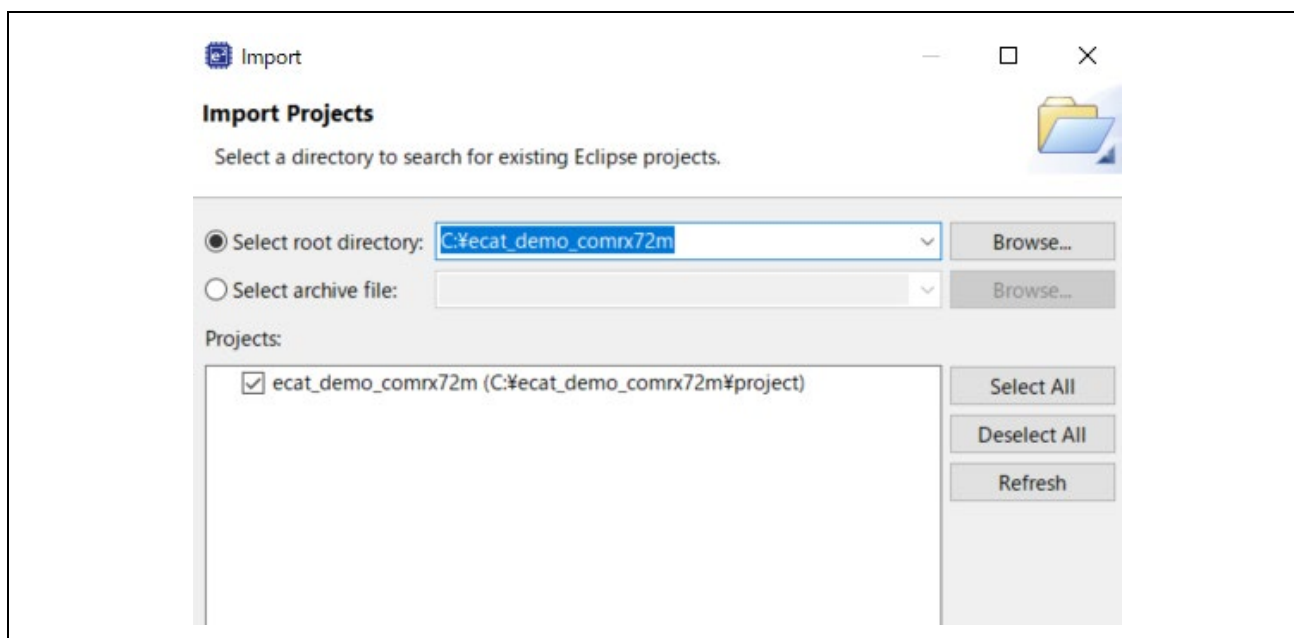 Import
Import Projects
Select a directory to search for existing Eclipse projects.
Select root directory: C:¥ecat_demo_comrx72m Browse...
Select archive file: Browse...
Projects:
ecat_demo_comrx72m (C:¥ecat_demo_comrx72m¥project)
Select All
Deselect All
Refresh